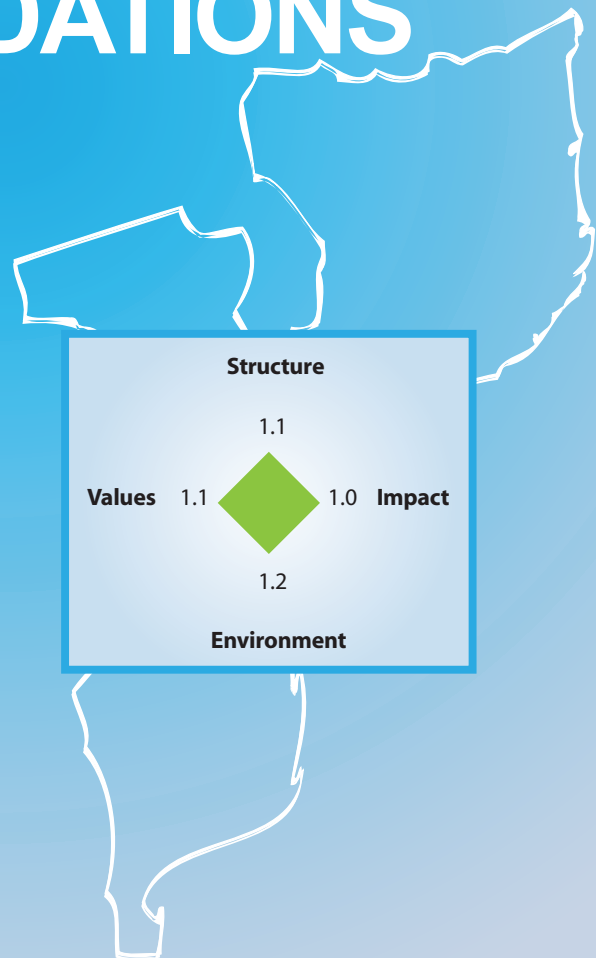 DATIONS
Structure
1.1
Values 1.1 1.0 Impact
1.2
Environment